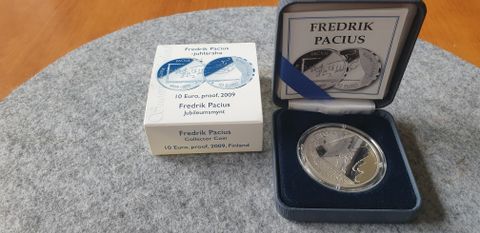 Fredrik Pacius
-juhlaraha
PACIUS
10 Euro, proof, 2009
Fredrik Pacius
Jubileumsmynt
Fredrik Pacius
Collector Coin
10 Euro, proof, 2009, Finland
FREDRIK
PACIUS